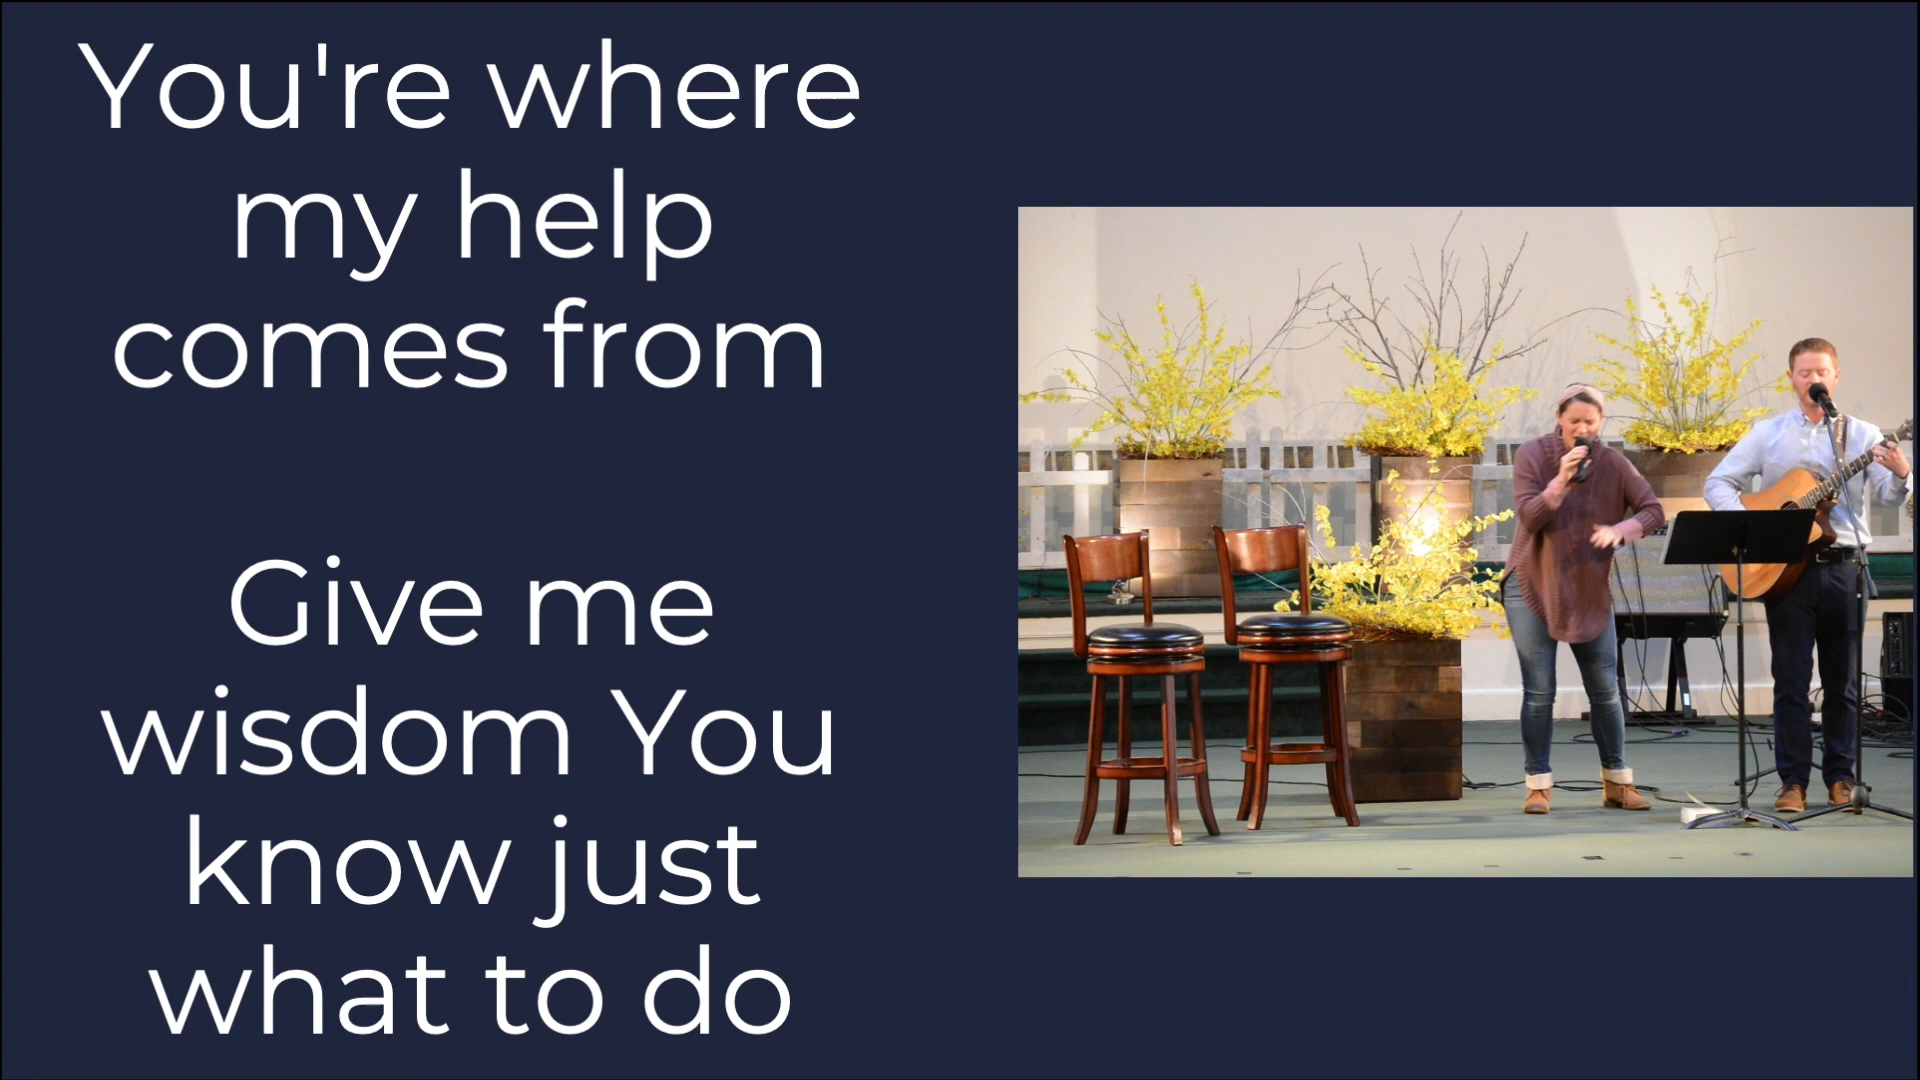 You're where
my help
comes from
Give me
wisdom You
know just
what to do